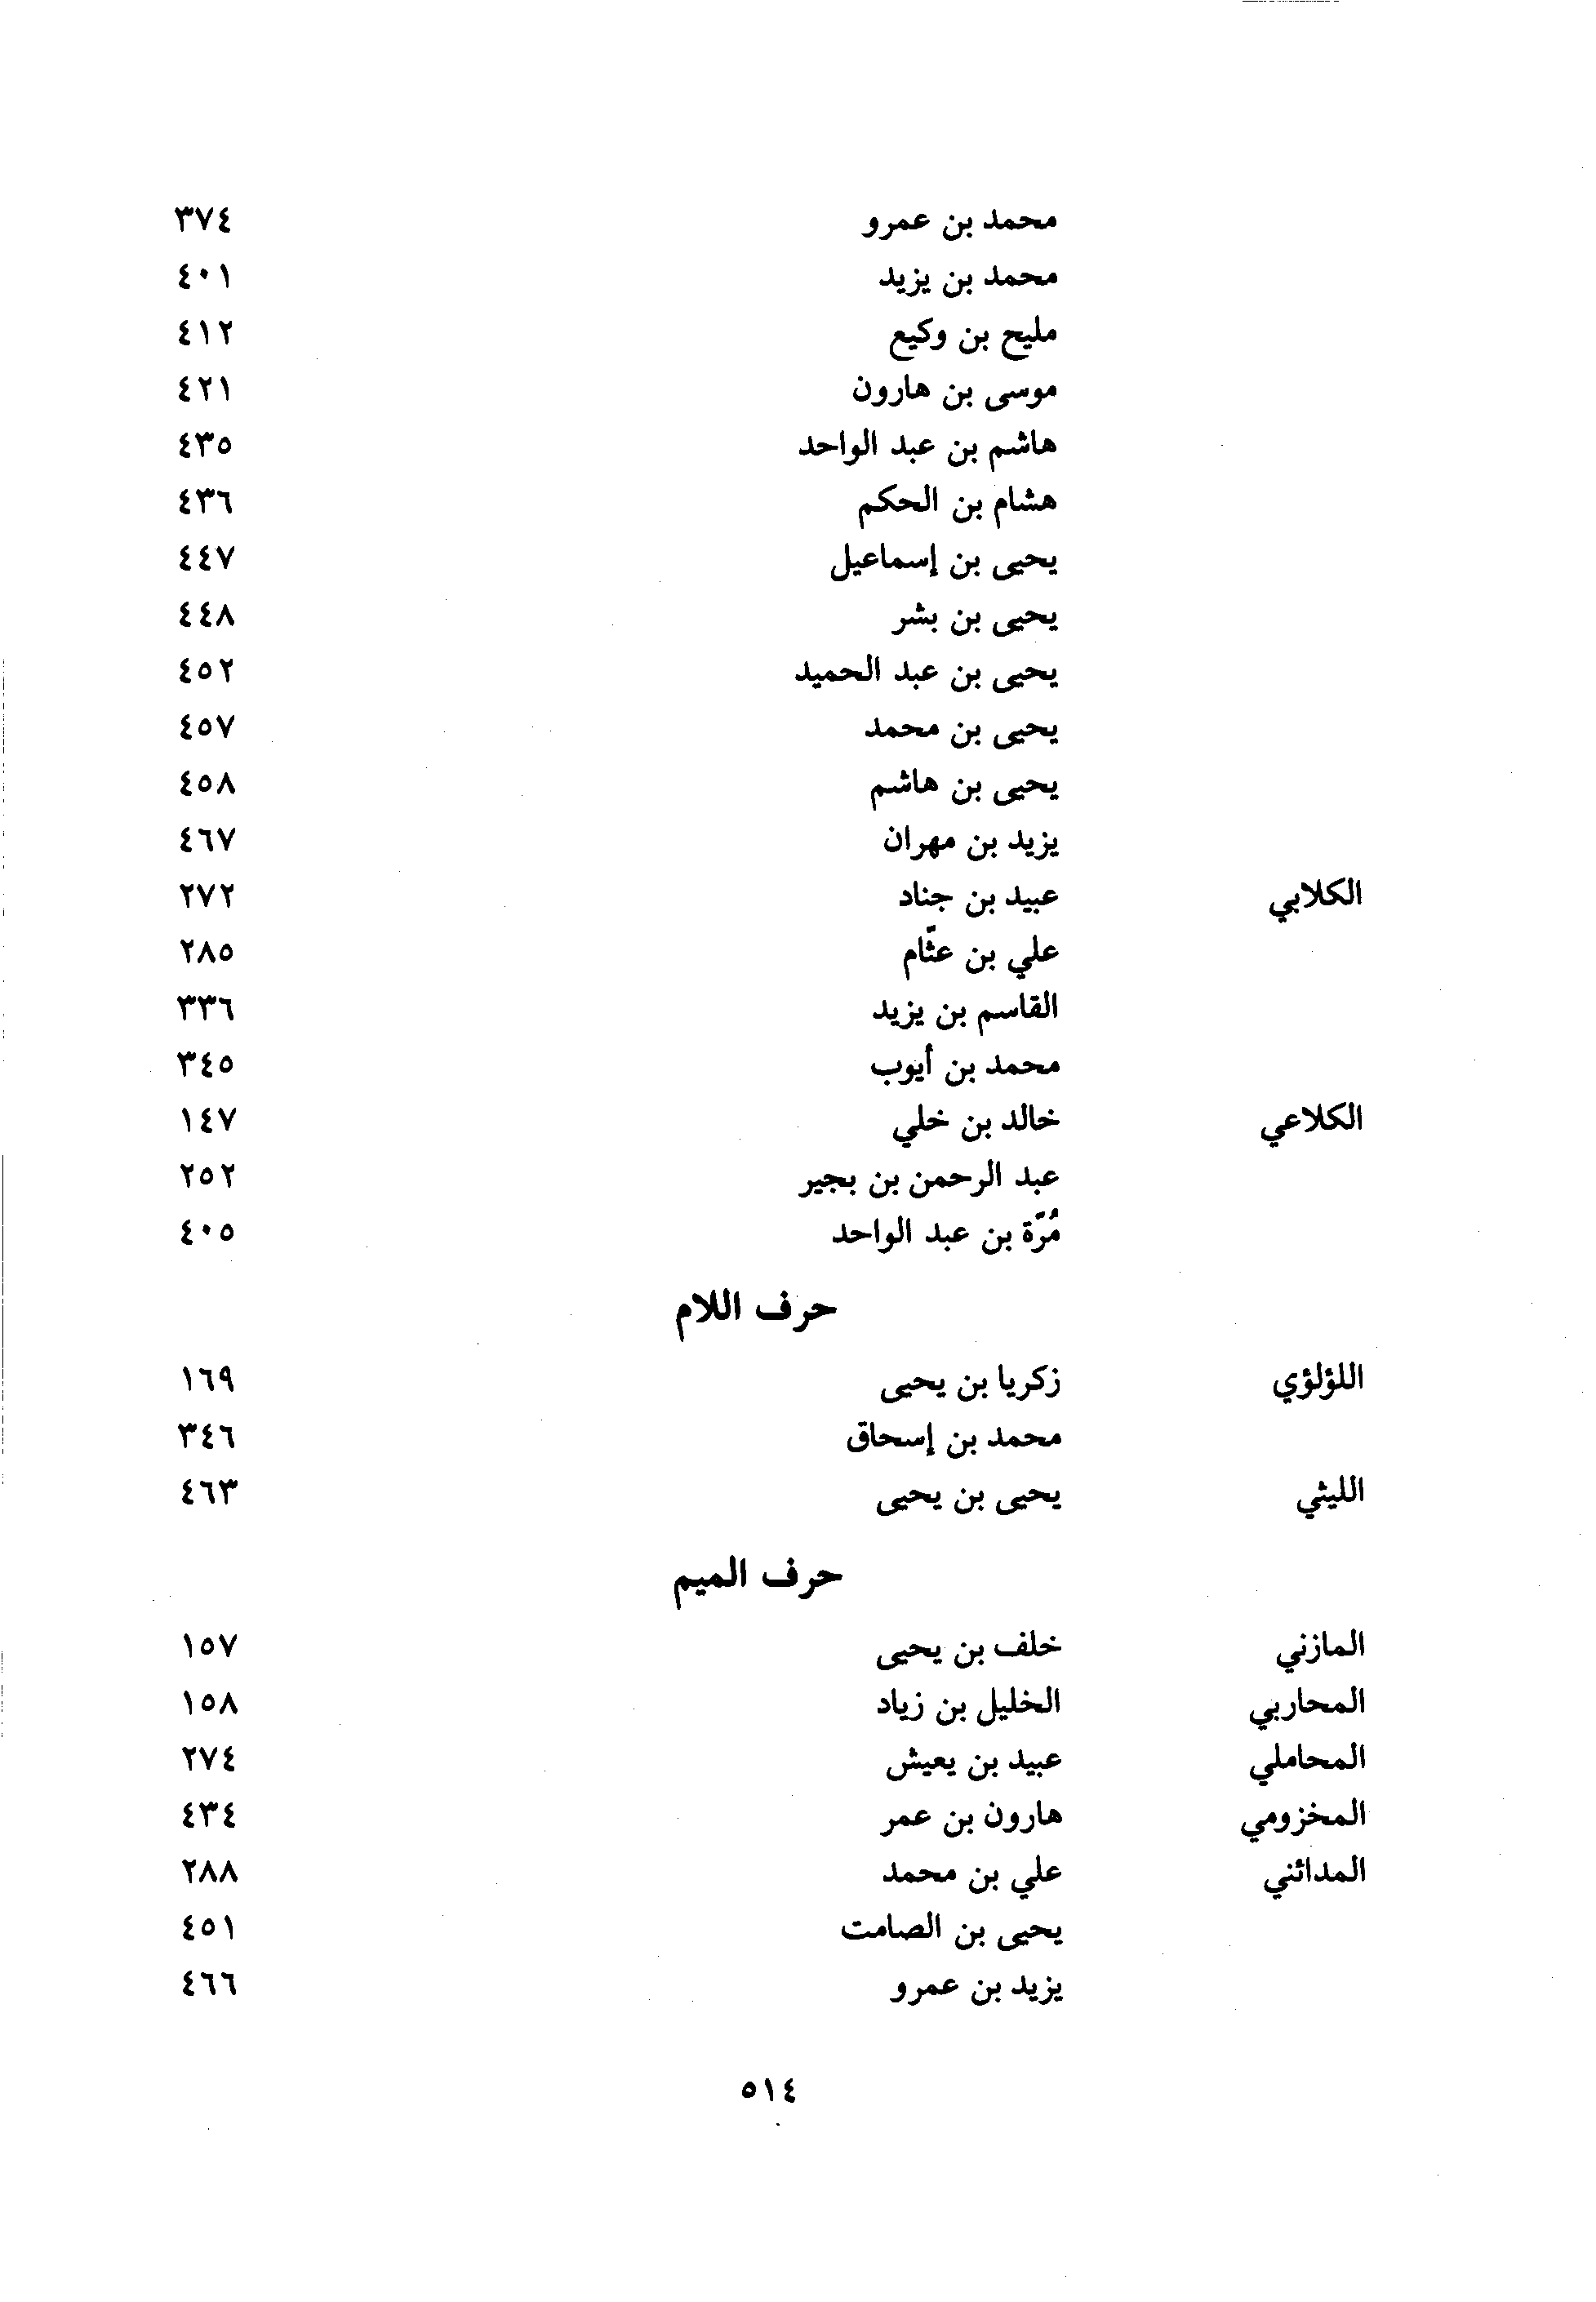 محمد بن عمرو ٣٧٤
محمد بن يزيد ٤٠١
مليح بن وكيع ٤١٢
موسى بن هارون ٤٢١
هاشم بن عبد الواحد ٤٣٥
هشام بن الحكم ٤٣٦
يحيى بن إسماعيل ٤٤٧
يحيى بن بشر ٤٤٨
يحيى بن عبد الحميد ٤٥٢
يحيى بن محمد ٤٥٧
يحيى بن هاشم ٤٥٨
يزيد بن مهران ٤٦٧
الكلابي عبيد بن جناد ٢٧٢
علي بن عثّام ٢٨٥
القاسم بن يزيد ٣٣٦
محمد بن أيوب ٣٤٥
الكلاعي خالد بن خلي ١٤٧
عبد الرحمن بن بجير ٢٥٢
مُرّة بن عبد الواحد ٤٠٥
حرف اللام
اللؤلؤي زكريا بن يحيى ١٦٩
محمد بن إسحاق ٣٤٦
الليثي يحيى بن يحيى ٤٦٣
حرف الميم
المازني خلف بن يحيى ١٥٧
المحاربي الخليل بن زياد ١٥٨
المحاملي عبيد بن يعيش ٢٧٤
المخزومي هارون بن عمر ٤٣٤
المدائني علي بن محمد ٢٨٨
يحيى بن الصامت ٤٥١
يزيد بن عمرو ٤٦٦
٥١٤